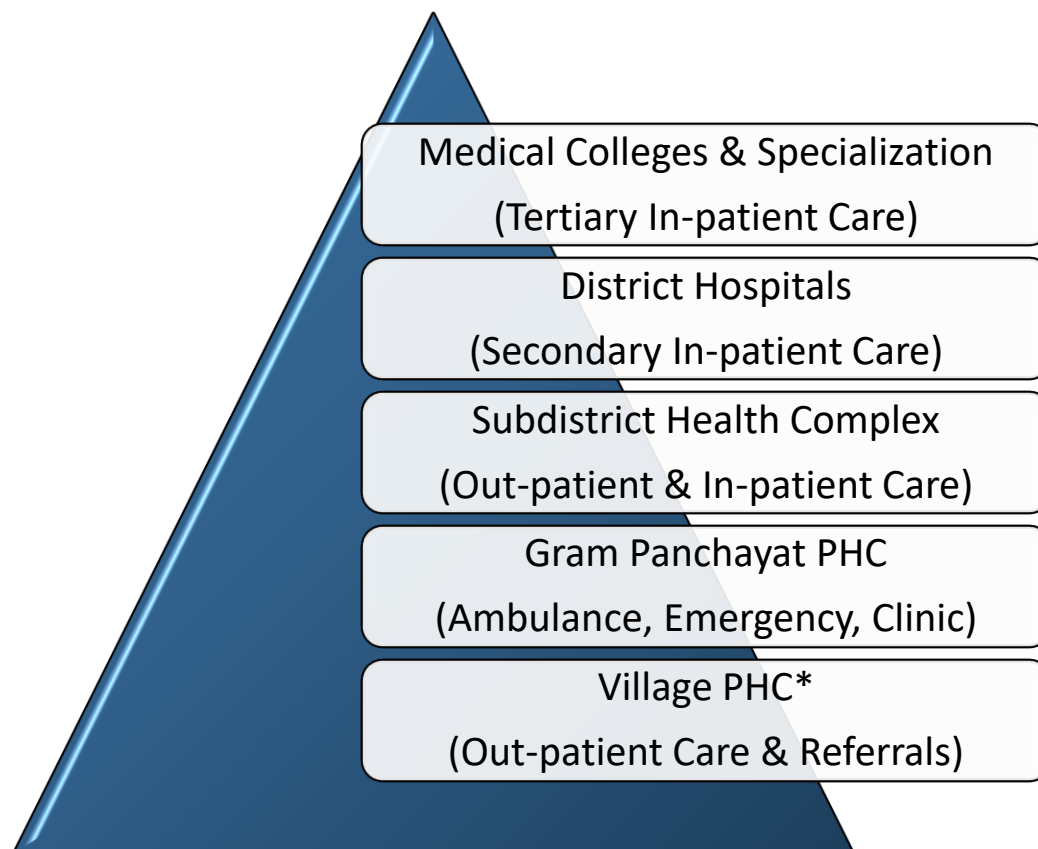 Medical Colleges & Specialization
(Tertiary In-patient Care)
District Hospitals
(Secondary In-patient Care)
Subdistrict Health Complex
(Out-patient & In-patient Care)
Gram Panchayat PHC
(Ambulance, Emergency, Clinic)
Village PHC*
(Out-patient Care & Referrals)